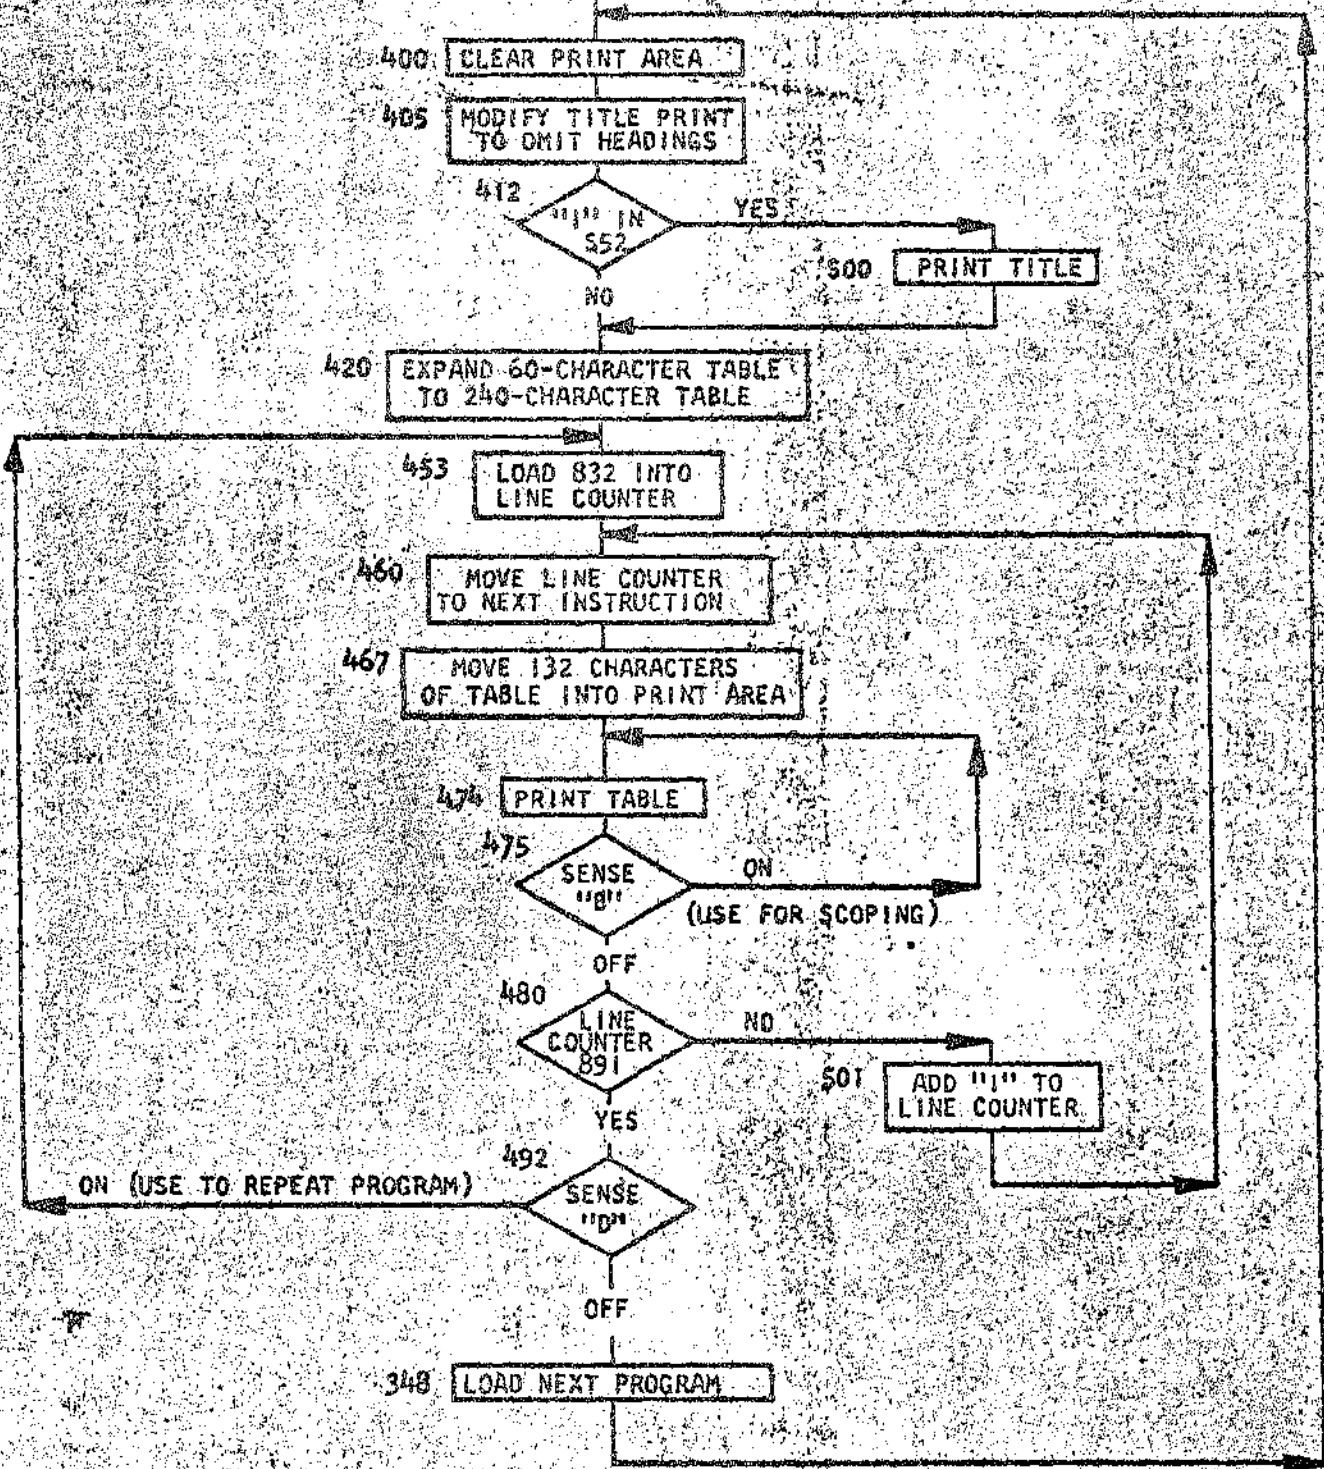 400 CLEAR PRINT AREA
405 MODIFY TITLE PRINT
TO OMIT HEADINGS
412
"1" IN
S52
YES
500 PRINT TITLE
NO
420 EXPAND 60-CHARACTER TABLE
TO 240-CHARACTER TABLE
453 LOAD 832 INTO
LINE COUNTER
460 MOVE LINE COUNTER
TO NEXT INSTRUCTION
467 MOVE 132 CHARACTERS
OF TABLE INTO PRINT AREA
474 PRINT TABLE
475
SENSE
"B"
ON
(USE FOR SCOPING)
OFF
480
LINE
COUNTER
891
NO
501 ADD "1" TO
LINE COUNTER
YES
492
SENSE
"D"
ON (USE TO REPEAT PROGRAM)
OFF
348 LOAD NEXT PROGRAM